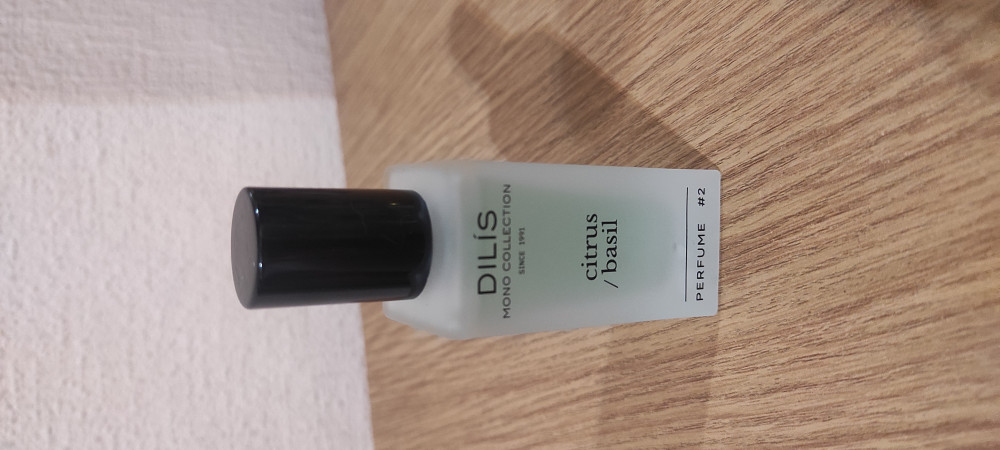 DILÍS
MONO COLLECTION
SINCE 1991
citrus
/basil
PERFUME #2